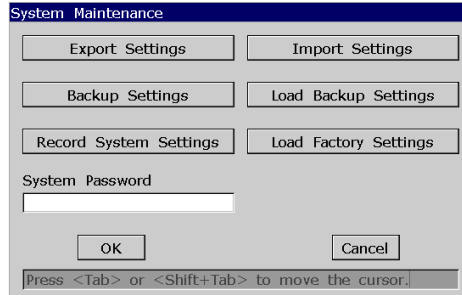 System Maintenance
Export Settings
Import Settings
Backup Settings
Load Backup Settings
Record System Settings
Load Factory Settings
System Password
OK
Cancel
Press <Tab> or <Shift+Tab> to move the cursor.